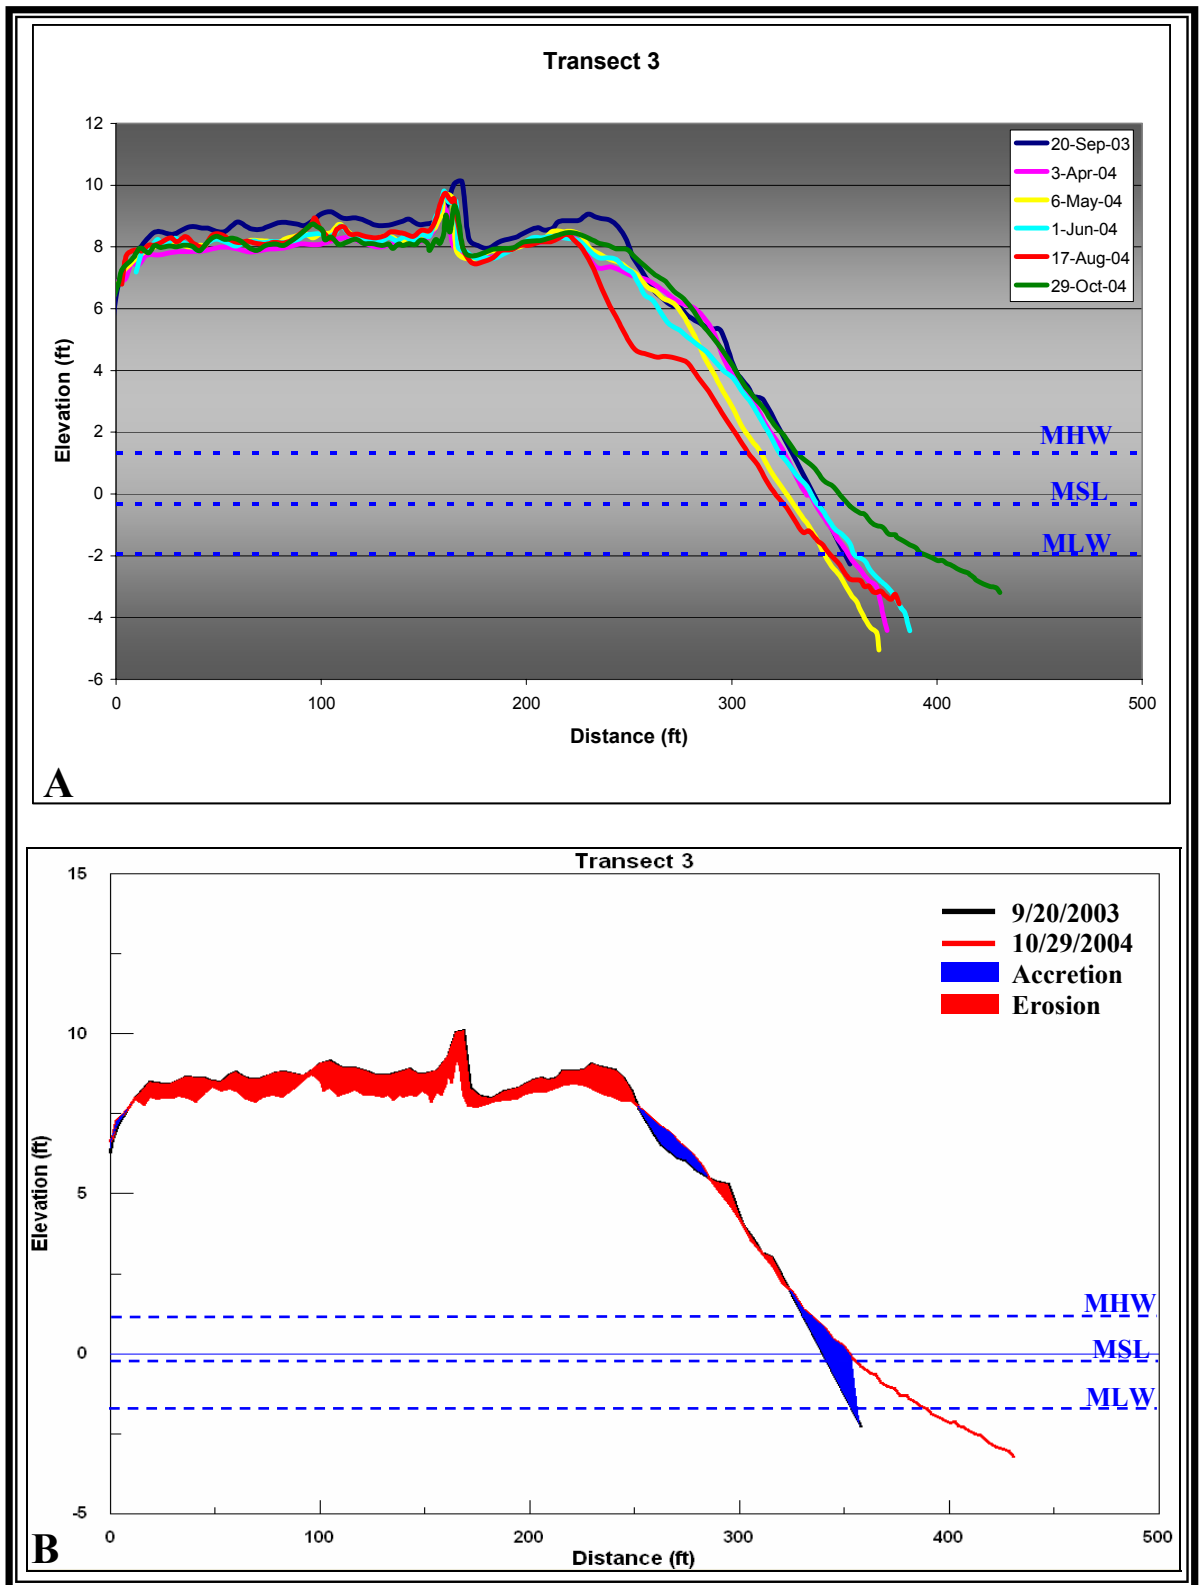 Transect 3
12
10
8
6
4
2
0
-2
-4
-6
Elevation (ft)
20-Sep-03
3-Apr-04
6-May-04
1-Jun-04
17-Aug-04
29-Oct-04
MHW
MSL
MLW
0 100 200 300 400 500
Distance (ft)
A
Transect 3
15
10
5
0
-5
Elevation (ft)
9/20/2003
10/29/2004
Accretion
Erosion
MHW
MSL
MLW
0 100 200 300 400 500
Distance (ft)
B